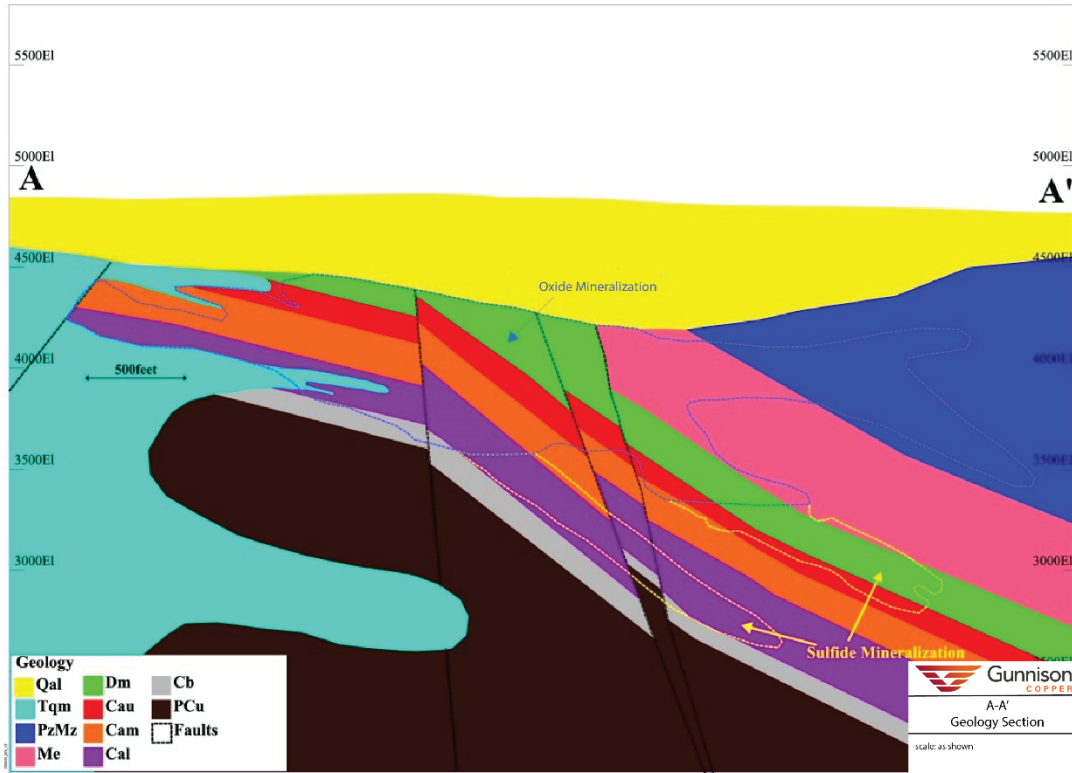 5500El
5500El
5000El
5000El
A
A'
4500El
4500El
Oxide Mineralization
4000El
4000El
500feet
3500El
3500El
3000El
3000El
Sulfide Mineralization
Geology
Qal
Dm
Cb
Tqm
Cau
PCu
PzMz
Cam
Faults
Me
Cal
Gunnison
COPPER
A-A'
Geology Section
scale: as shown